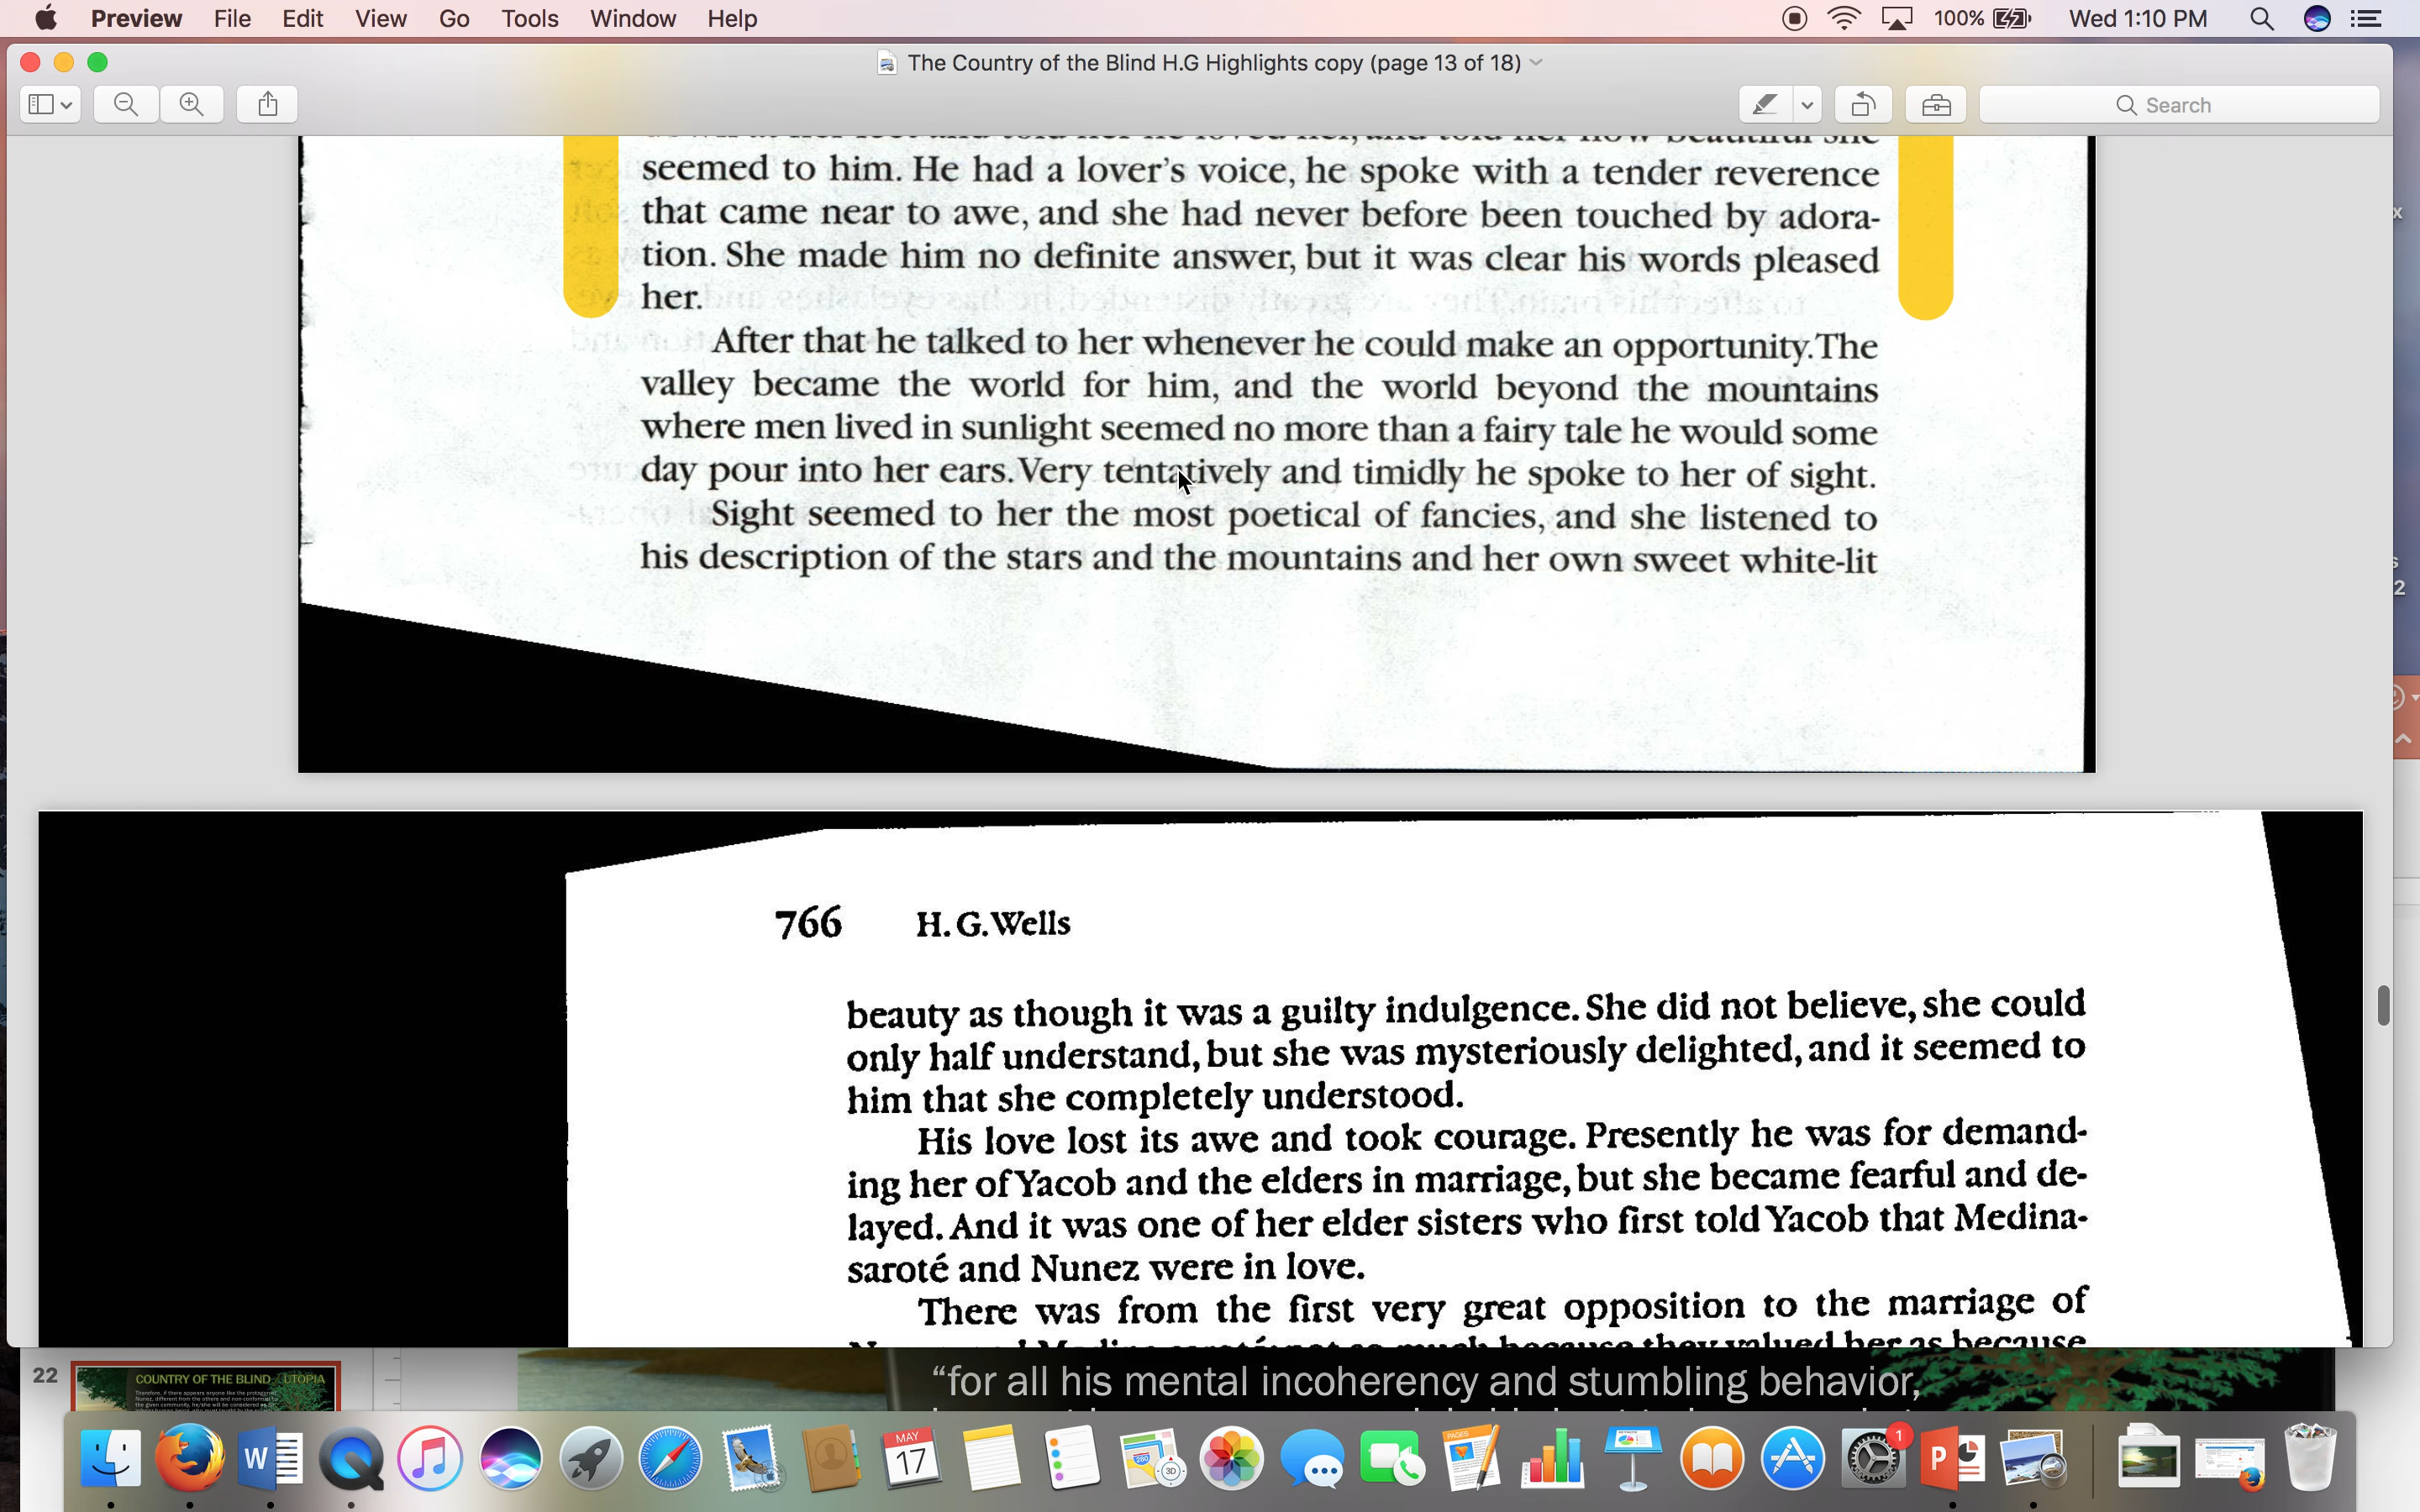 Preview File Edit View Go Tools Window Help 100% Wed 1:10 PM
The Country of the Blind H.G Highlights copy (page 13 of 18)
Search
seemed to him. He had a lover's voice, he spoke with a tender reverence
that came near to awe, and she had never before been touched by adora-
tion. She made him no definite answer, but it was clear his words pleased
her.
After that he talked to her whenever he could make an opportunity. The
valley became the world for him, and the world beyond the mountains
where men lived in sunlight seemed no more than a fairy tale he would some
day pour into her ears. Very tentatively and timidly he spoke to her of sight.
Sight seemed to her the most poetical of fancies, and she listened to
his description of the stars and the mountains and her own sweet white-lit
766 H. G. Wells
beauty as though it was a guilty indulgence. She did not believe, she could
only half understand, but she was mysteriously delighted, and it seemed to
him that she completely understood.
His love lost its awe and took courage. Presently he was for demand-
ing her of Yacob and the elders in marriage, but she became fearful and de-
layed. And it was one of her elder sisters who first told Yacob that Medina-
saroté and Nunez were in love.
There was from the first very great opposition to the marriage of
22
COUNTRY OF THE BLIND - UTOPIA
"for all his mental incoherency and stumbling behavior,
MAY
17
PAGES
1